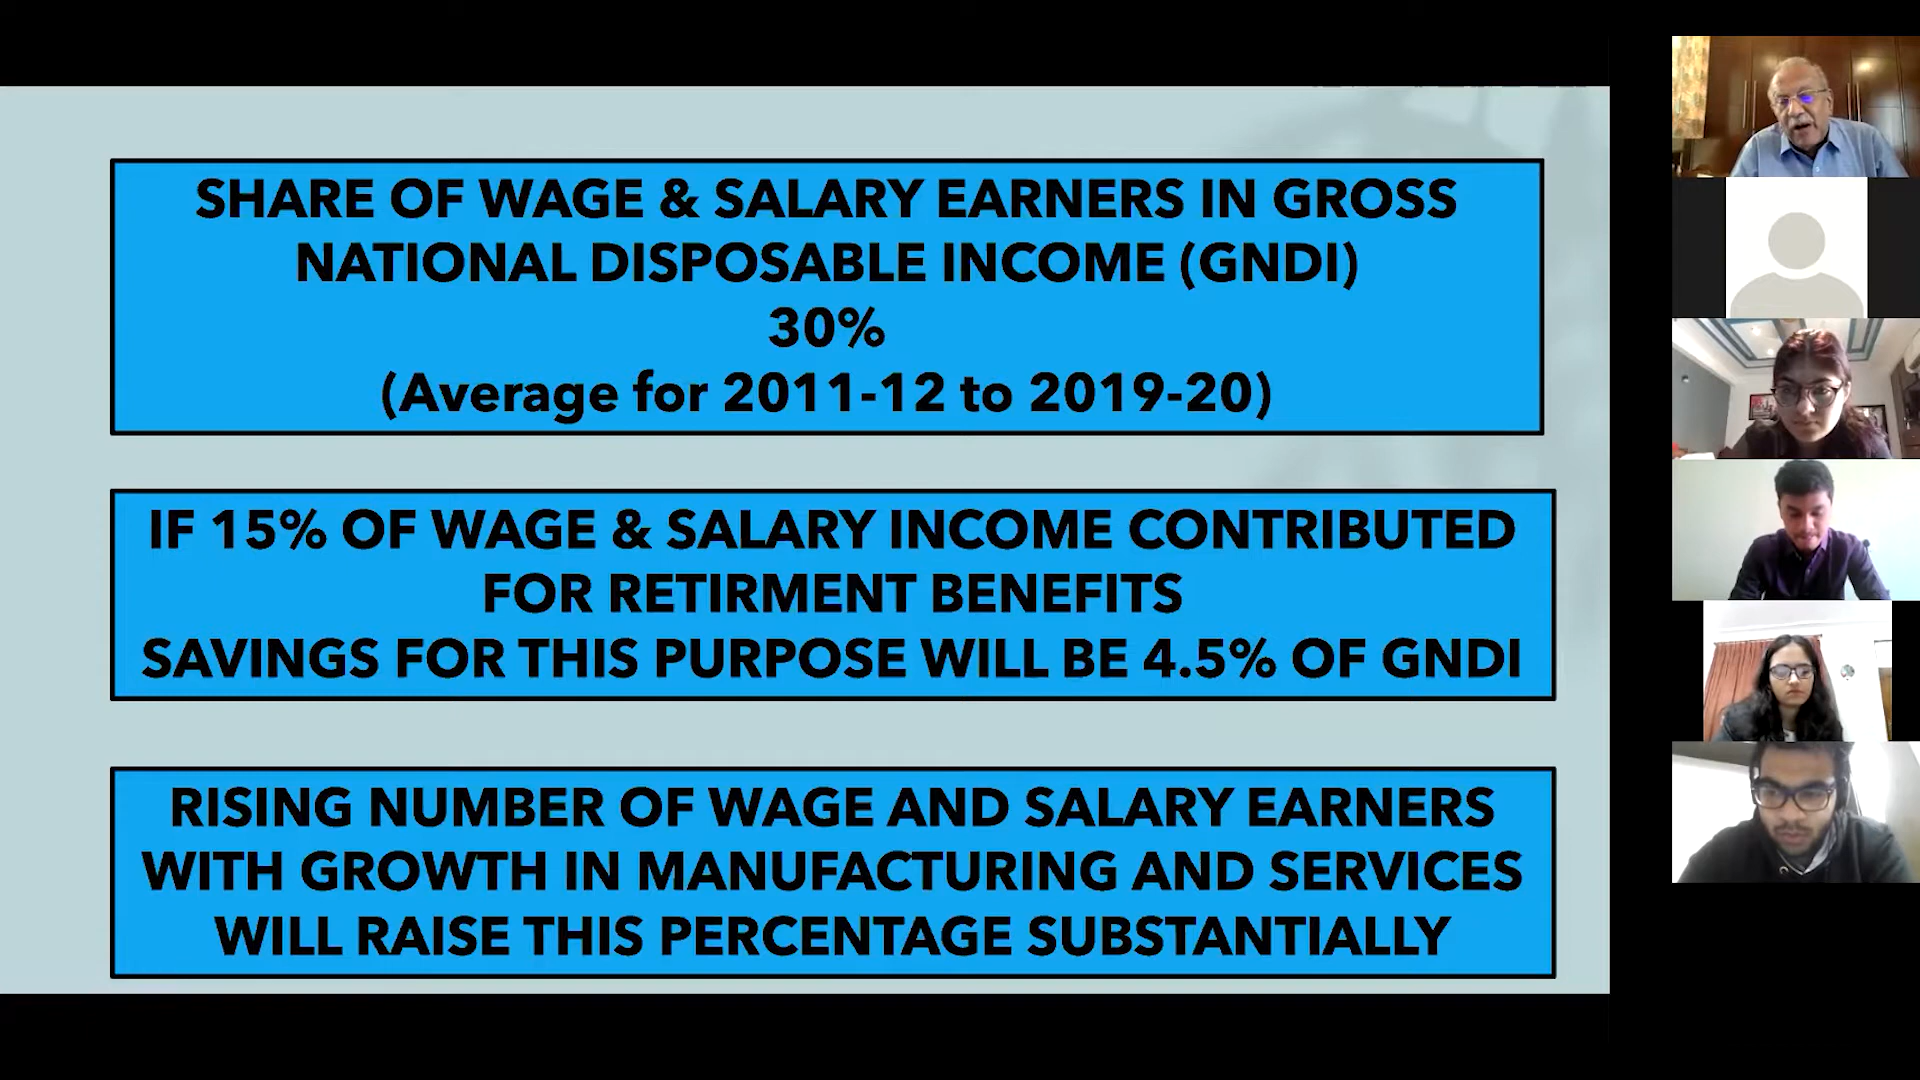 SHARE OF WAGE & SALARY EARNERS IN GROSS
NATIONAL DISPOSABLE INCOME (GNDI)
30%
(Average for 2011-12 to 2019-20)
IF 15% OF WAGE & SALARY INCOME CONTRIBUTED
FOR RETIRMENT BENEFITS
SAVINGS FOR THIS PURPOSE WILL BE 4.5% OF GNDI
RISING NUMBER OF WAGE AND SALARY EARNERS
WITH GROWTH IN MANUFACTURING AND SERVICES
WILL RAISE THIS PERCENTAGE SUBSTANTIALLY